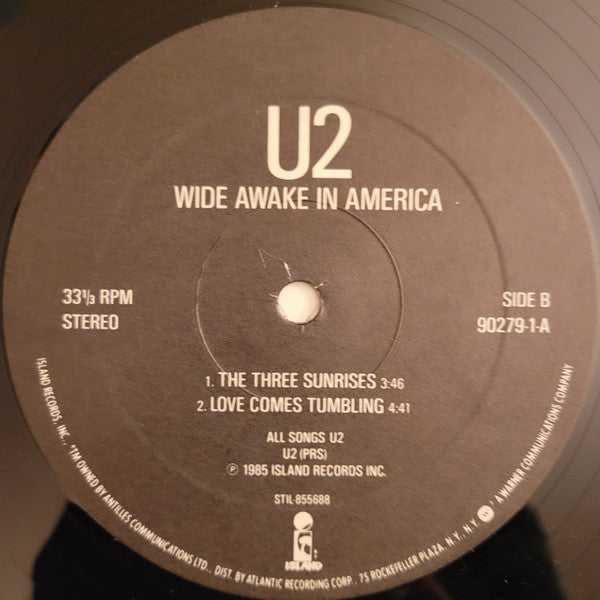 U2
WIDE AWAKE IN AMERICA
33⅓ RPM
STEREO
SIDE B
90279-1-A
1. THE THREE SUNRISES 3:46
2. LOVE COMES TUMBLING 4:41
ALL SONGS U2
U2 (PRS)
℗ 1985 ISLAND RECORDS INC.
STIL-855688
ISLAND
ISLAND RECORDS, INC., *TM OWNED BY ANTILLES COMMUNICATIONS LTD., DIST. BY ATLANTIC RECORDING CORP., 75 ROCKEFELLER PLAZA, N.Y., N.Y. A WARNER COMMUNICATIONS COMPANY